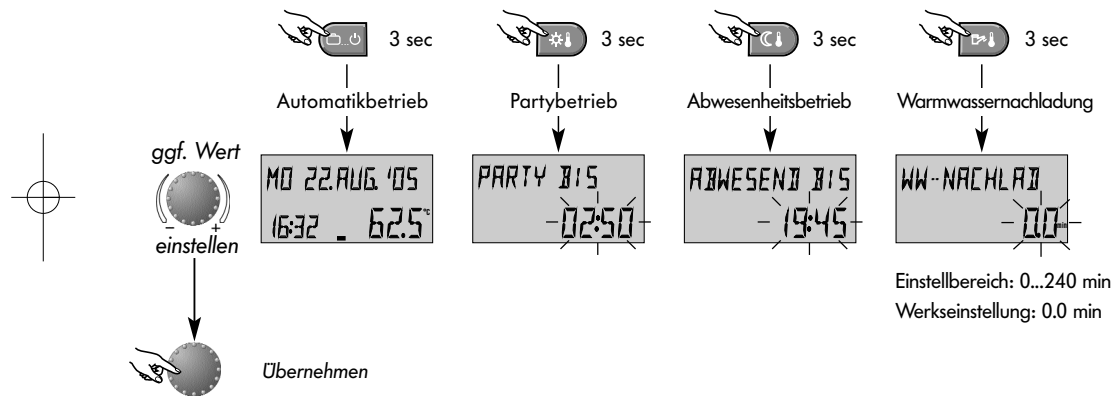 3 sec
3 sec
3 sec
3 sec
Automatikbetrieb
Partybetrieb
Abwesenheitsbetrieb
Warmwassernachladung
ggf. Wert
- +
einstellen
MO 22.AUG. '05
16:32 _ 62.5 °C
PARTY BIS
02:50
ABWESEND BIS
19:45
WW-NACHLAD
0.0 min
Einstellbereich: 0...240 min
Werkseinstellung: 0.0 min
Übernehmen